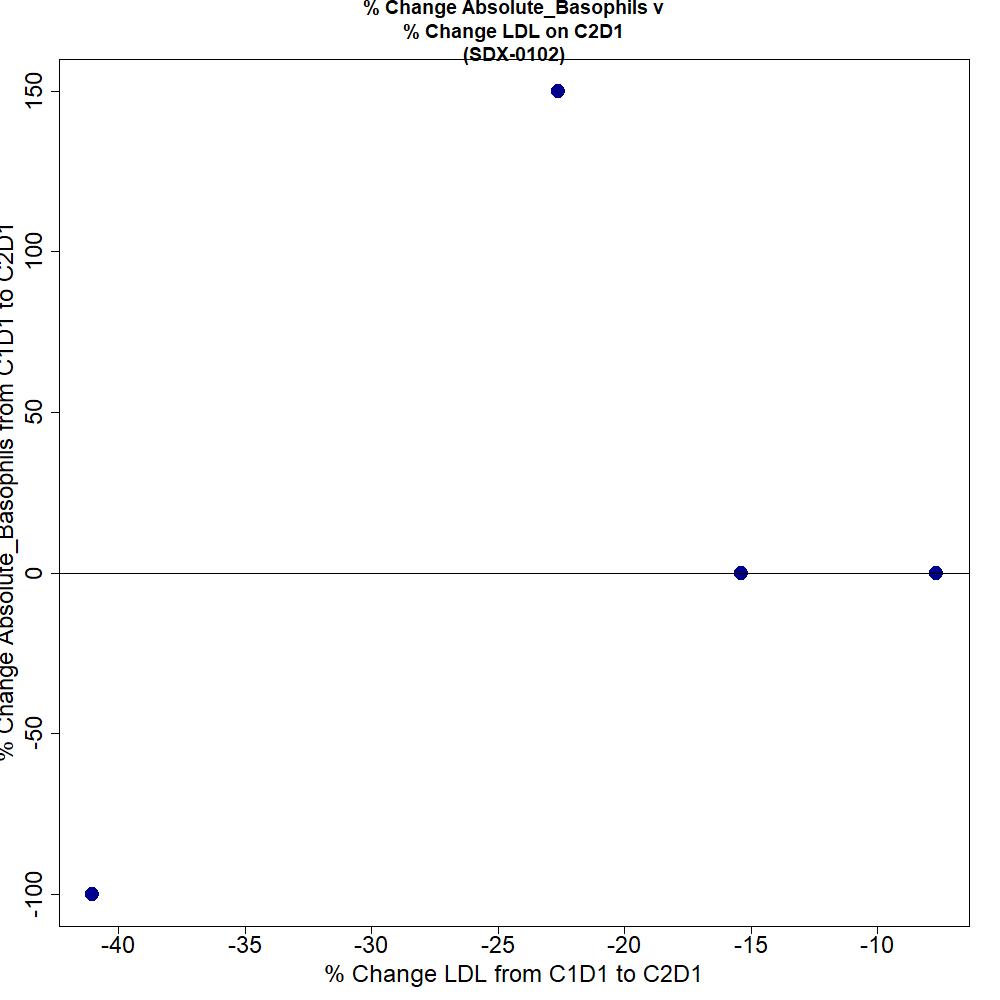 % Change Absolute_Basophils v
% Change LDL on C2D1
(SDX-0102)
% Change Absolute_Basophils from C1D1 to C2D1
150
100
50
0
-50
-100
-40
-35
-30
-25
-20
-15
-10
% Change LDL from C1D1 to C2D1